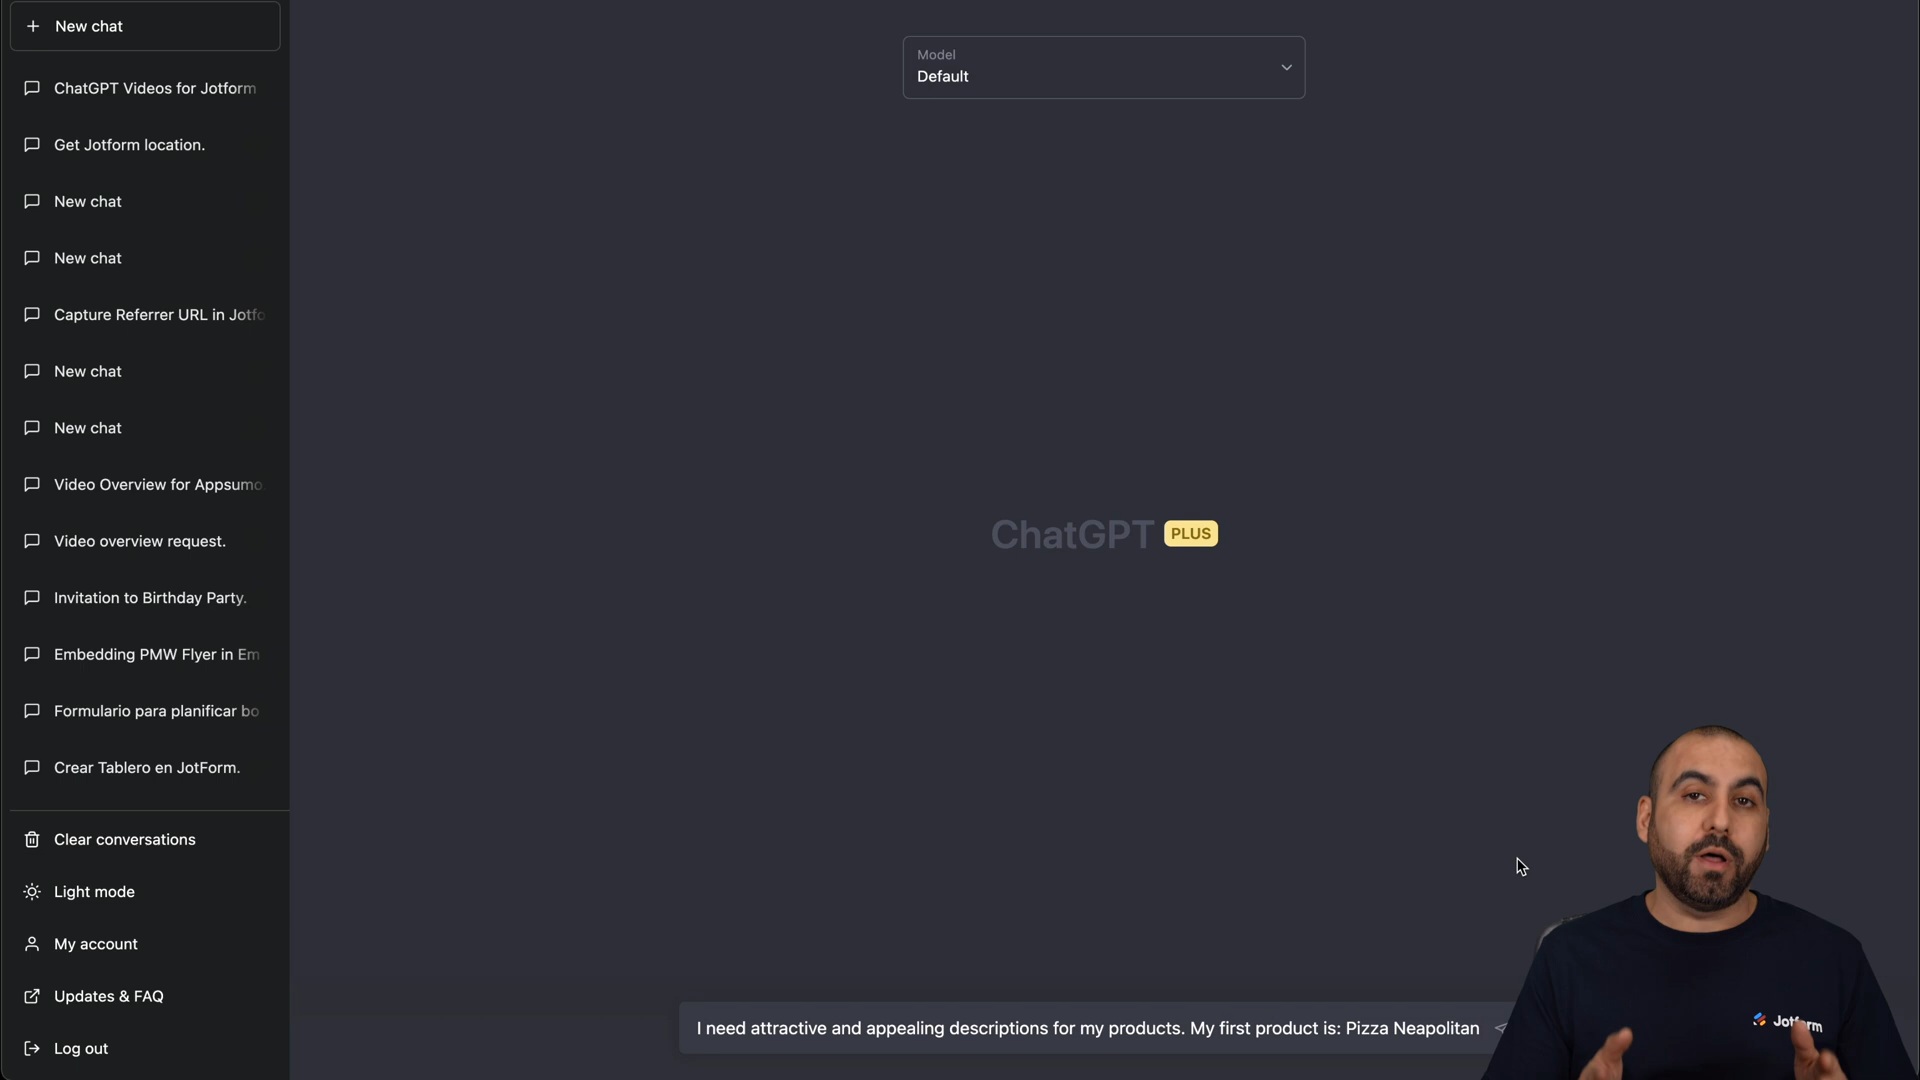 New chat
ChatGPT Videos for Jotform
Get Jotform location.
New chat
New chat
Capture Referrer URL in Jotfo
New chat
New chat
Video Overview for Appsumo
Video overview request.
Invitation to Birthday Party.
Embedding PMW Flyer in Em
Formulario para planificar bo
Crear Tablero en JotForm.
Clear conversations
Light mode
My account
Updates & FAQ
Log out
Model
Default
ChatGPT PLUS
I need attractive and appealing descriptions for my products. My first product is: Pizza Neapolitan
Jotform